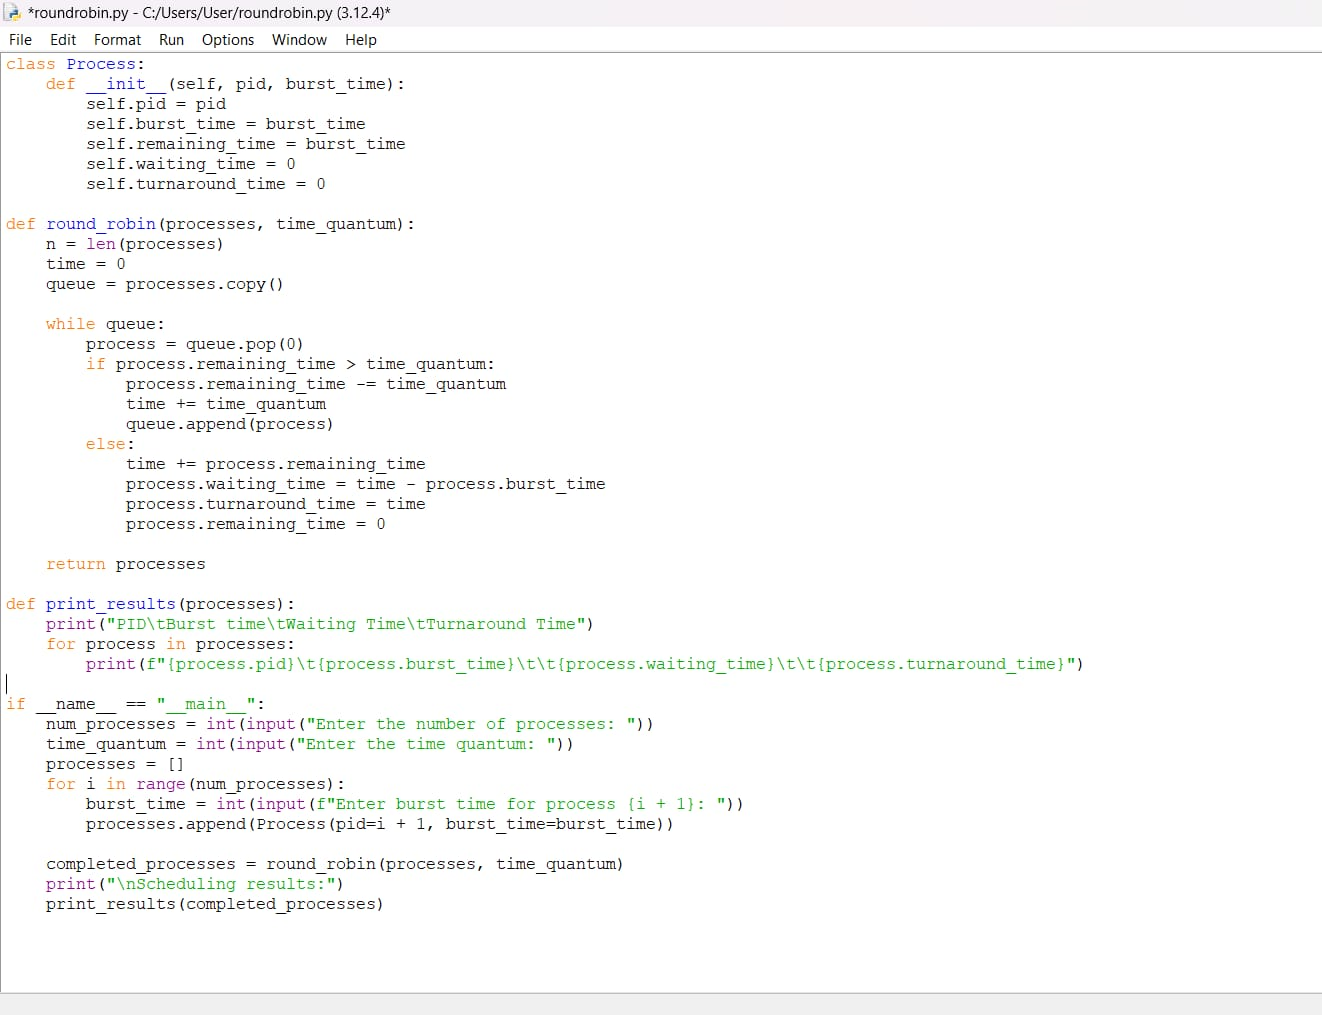 *roundrobin.py - C:/Users/User/roundrobin.py (3.12.4)*
File Edit Format Run Options Window Help
class Process:
    def __init__(self, pid, burst_time):
        self.pid = pid
        self.burst_time = burst_time
        self.remaining_time = burst_time
        self.waiting_time = 0
        self.turnaround_time = 0

def round_robin(processes, time_quantum):
    n = len(processes)
    time = 0
    queue = processes.copy()

    while queue:
        process = queue.pop(0)
        if process.remaining_time > time_quantum:
            process.remaining_time -= time_quantum
            time += time_quantum
            queue.append(process)
        else:
            time += process.remaining_time
            process.waiting_time = time - process.burst_time
            process.turnaround_time = time
            process.remaining_time = 0

    return processes

def print_results(processes):
    print("PID\tBurst time\tWaiting Time\tTurnaround Time")
    for process in processes:
        print(f"{process.pid}\t{process.burst_time}\t\t{process.waiting_time}\t\t{process.turnaround_time}")

if __name__ == "__main__":
    num_processes = int(input("Enter the number of processes: "))
    time_quantum = int(input("Enter the time quantum: "))
    processes = []
    for i in range(num_processes):
        burst_time = int(input(f"Enter burst time for process {i + 1}: "))
        processes.append(Process(pid=i + 1, burst_time=burst_time))

    completed_processes = round_robin(processes, time_quantum)
    print("\nScheduling results:")
    print_results(completed_processes)